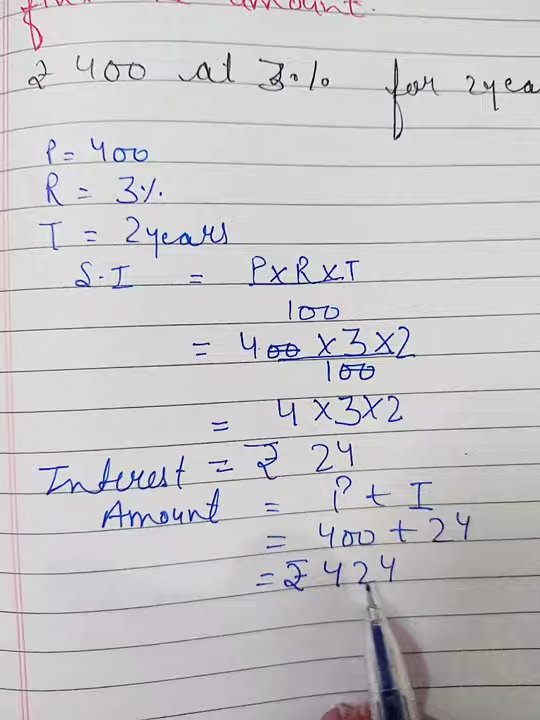 amount.
₹ 400 at 3% for 2yea
P = 400
R = 3%
T = 2years
S.I = P×R×T
100
= 400 ×3×2
100
= 4 ×3×2
Interest = ₹ 24
Amount = P + I
= 400 + 24
= ₹ 424